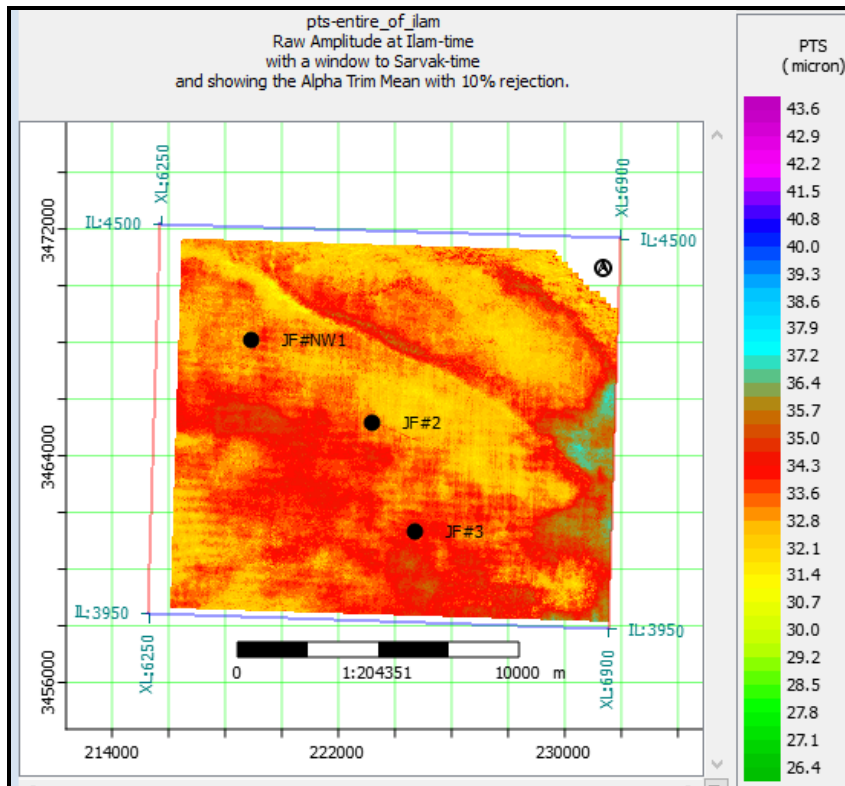 pts-entire_of_ilam
Raw Amplitude at Ilam-time
with a window to Sarvak-time
and showing the Alpha Trim Mean with 10% rejection.
PTS
( micron)
43.6
42.9
42.2
41.5
40.8
40.1
39.3
38.6
37.9
37.2
36.4
35.7
35.0
34.3
33.6
32.8
32.1
31.4
30.7
30.0
29.2
28.5
27.8
27.1
26.4
XL:6250
XL:6900
IL:4500
IL:4500
3472000
JF#NW1
JF#2
3464000
JF#3
IL:3950
IL:3950
XL:6250
XL:6900
0
1:204351
10000 m
3456000
214000
222000
230000